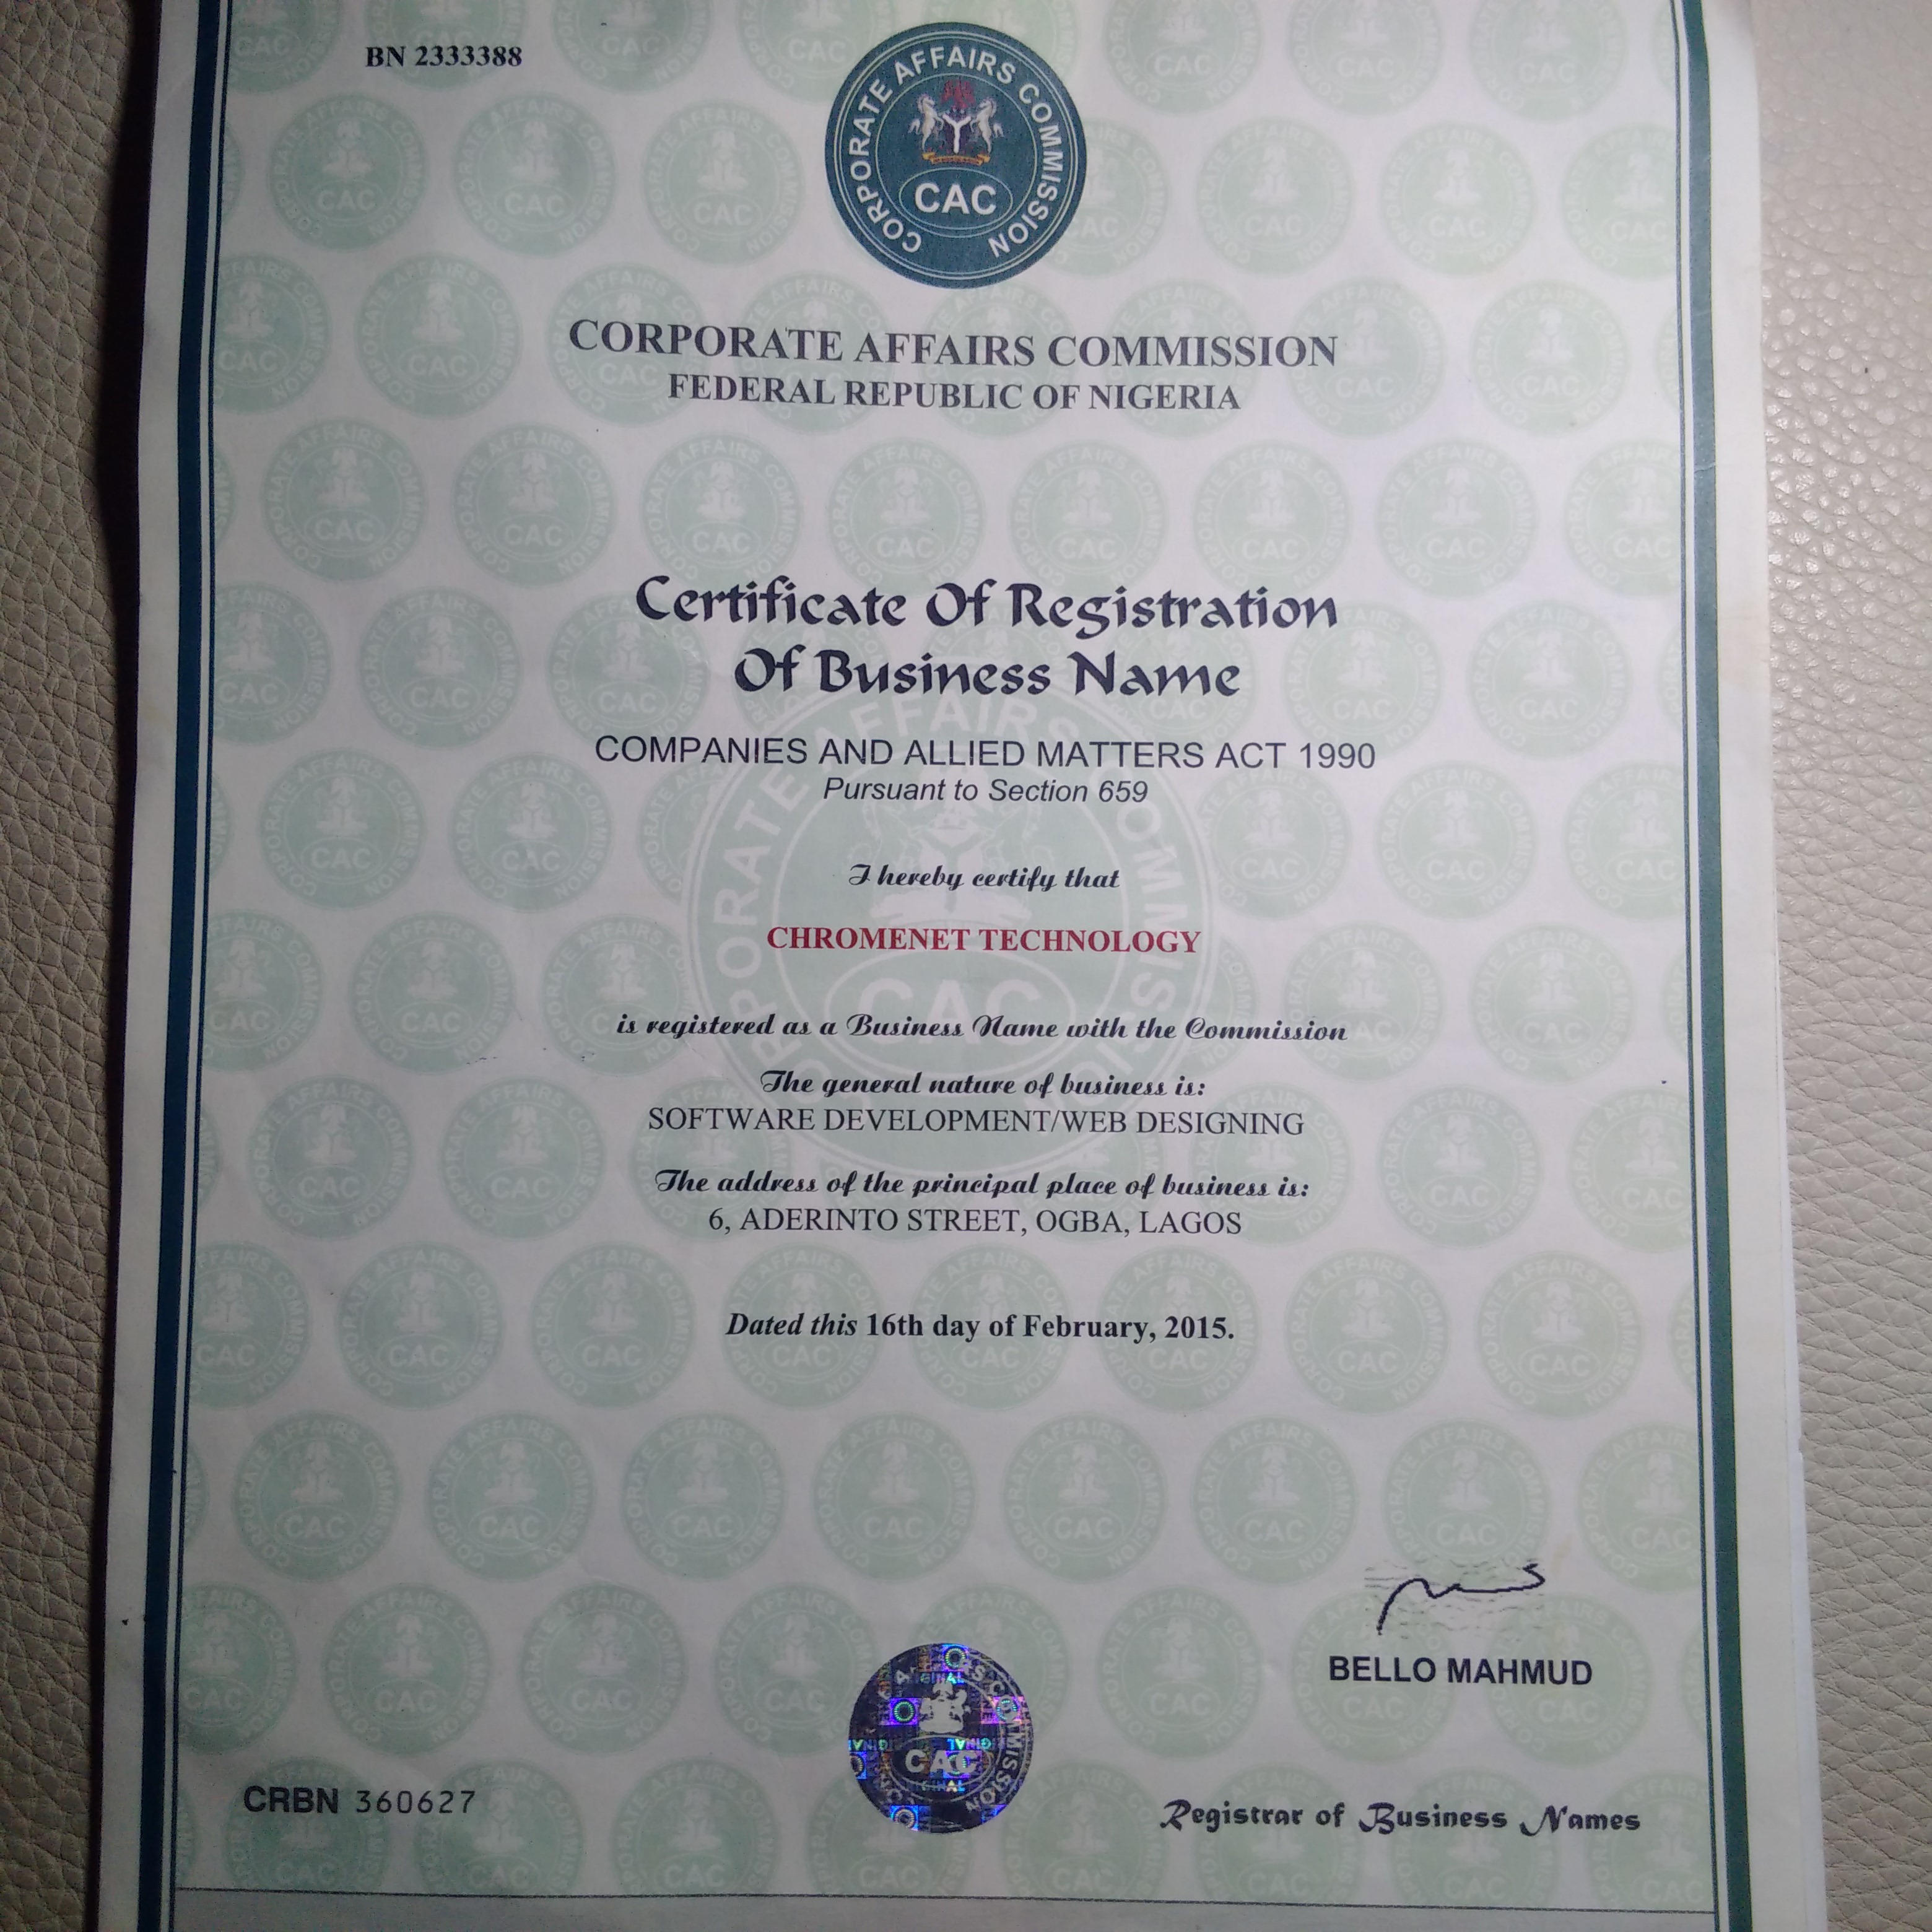 BN 2333388
CORPORATE AFFAIRS COMMISSION
CAC
CORPORATE AFFAIRS COMMISSION
FEDERAL REPUBLIC OF NIGERIA
Certificate Of Registration
Of Business Name
COMPANIES AND ALLIED MATTERS ACT 1990
Pursuant to Section 659
I hereby certify that
CHROMENET TECHNOLOGY
is registered as a Business Name with the Commission
The general nature of business is:
SOFTWARE DEVELOPMENT/WEB DESIGNING
The address of the principal place of business is:
6, ADERINTO STREET, OGBA, LAGOS
Dated this 16th day of February, 2015.
BELLO MAHMUD
CAC
CRBN 360627
Registrar of Business Names